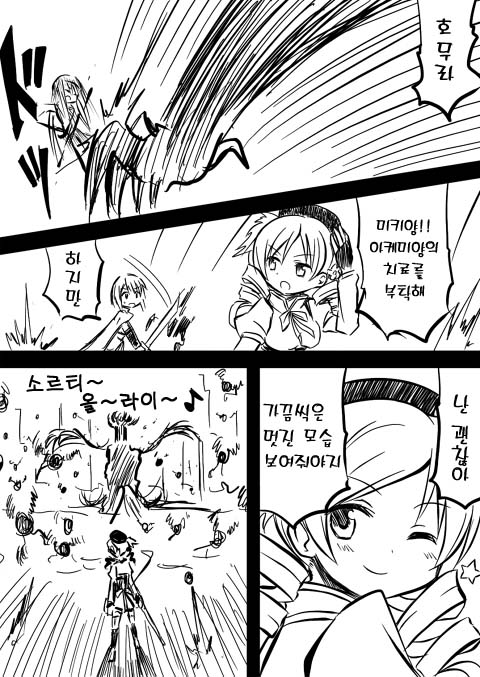 호무라
ドドド
미키양!!
아케미양의
치료를
부탁해
하지만
난 괜찮아
가끔씩은
멋진 모습
보여줘야지
소르티~
올~라이~♪